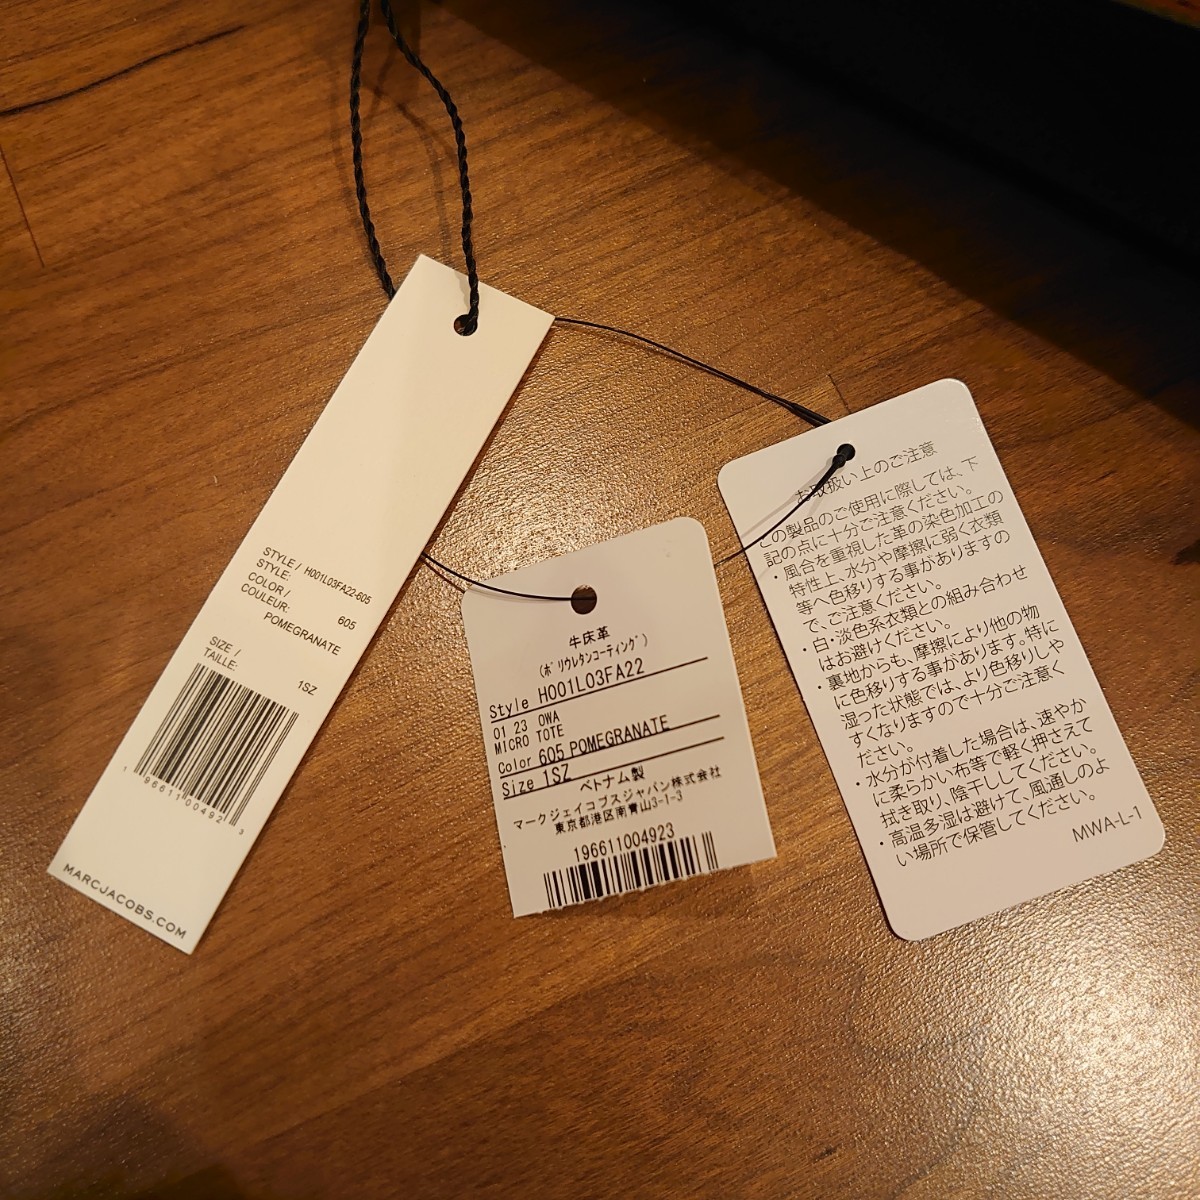 STYLE / H001L03FA22-605
STYLE:
COLOR / 605
COULEUR:
POMEGRANATE
SIZE /
TAILLE: 1SZ
1 96611 00492 3
MARCJACOBS.COM
牛床革
(ﾎﾟﾘｳﾚﾀﾝｺｰﾃｨﾝｸﾞ)
Style H001L03FA22
01 23 OWA
MICRO TOTE
Color 605 POMEGRANATE
Size 1SZ
ベトナム製
マークジェイコブスジャパン株式会社
東京都港区南青山3-1-3
196611004923
お取扱い上のご注意
この製品のご使用に際しては、下
記の点に十分ご注意ください。
・風合を重視した革の染色加工の
特性上、水分や摩擦に弱く衣類
等へ色移りする事がありますの
で、ご注意ください。
・白・淡色系衣類との組み合わせ
はお避けください。
・裏地からも、摩擦により他の物
に色移りする事があります。特に
湿った状態では、より色移りしや
すくなりますので十分ご注意く
ださい。
・水分が付着した場合は、速やか
に柔らかい布等で軽く押さえて
拭き取り、陰干ししてください。
・高温多湿は避けて、風通しのよ
い場所で保管してください。
MWA-L-1